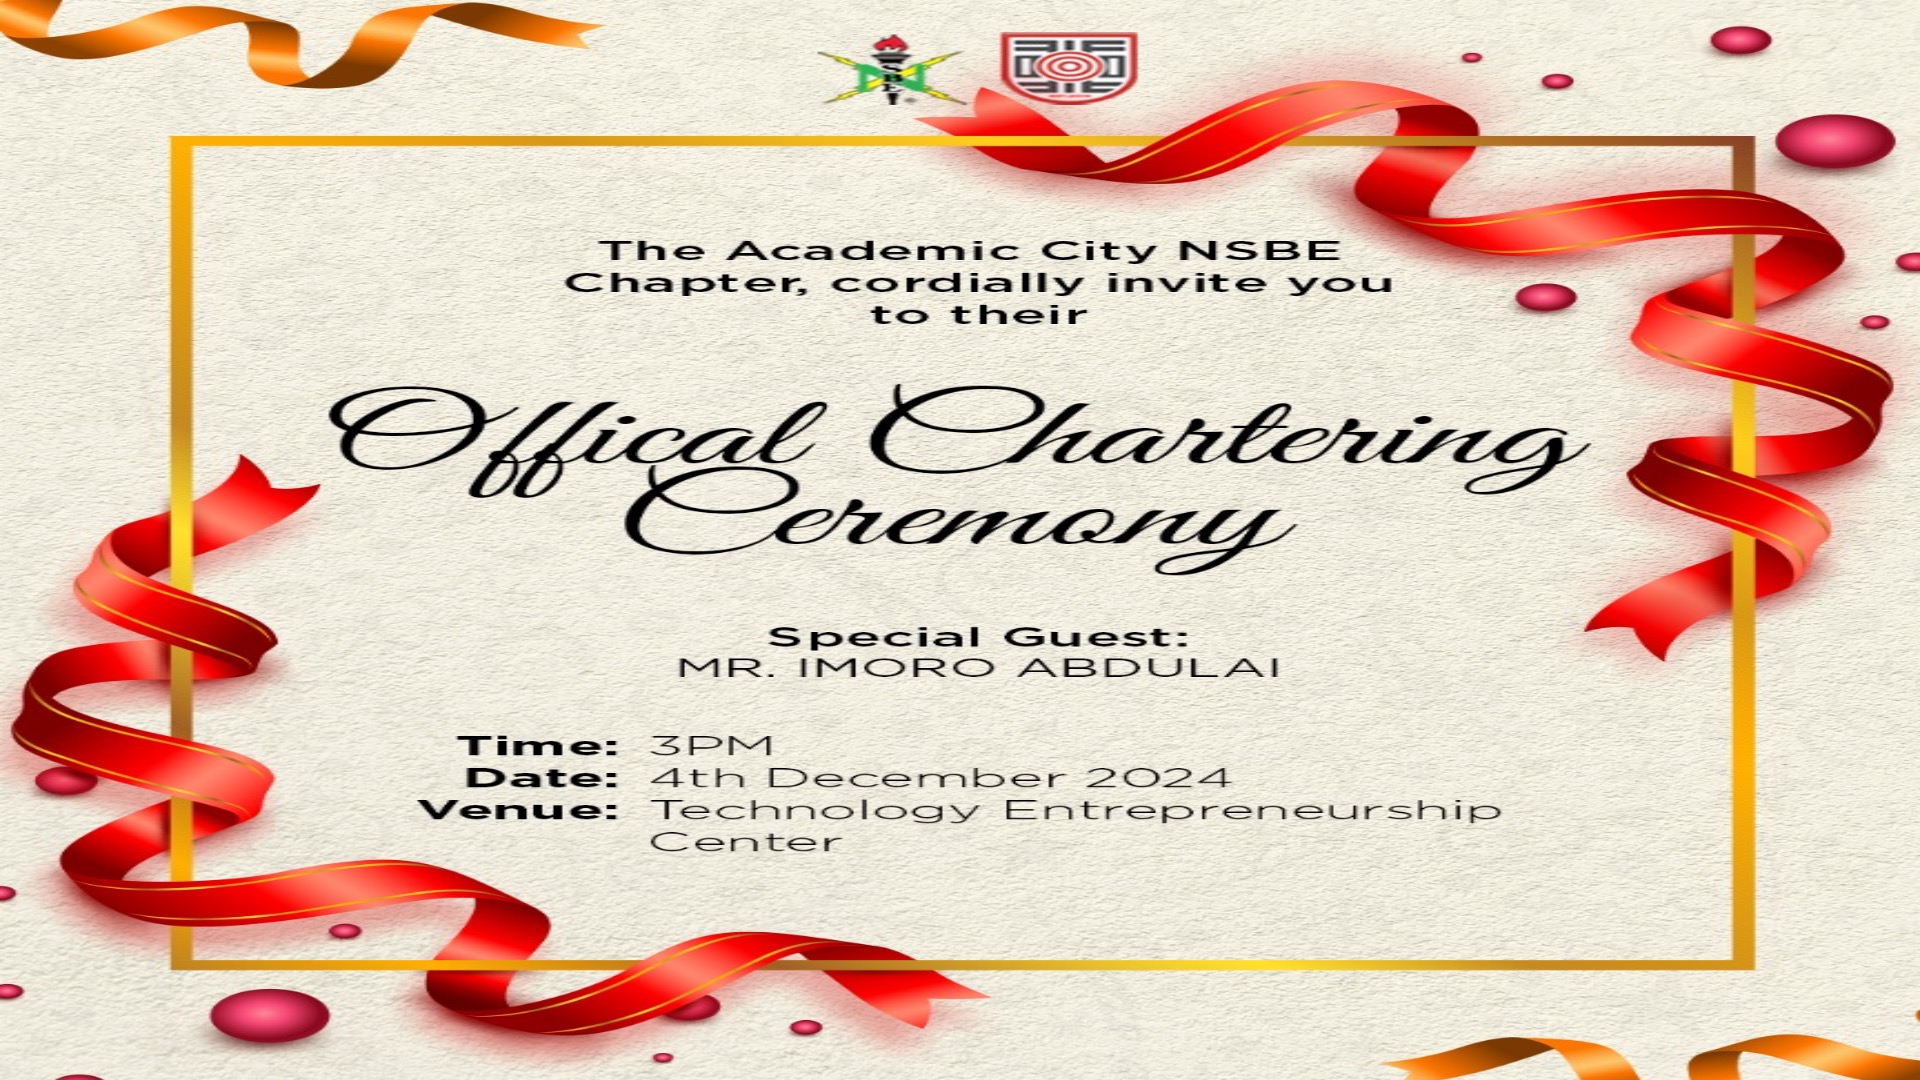 NSBE
The Academic City NSBE
Chapter, cordially invite you
to their
Offical Chartering
Ceremony
Special Guest:
MR. IMORO ABDULAI
Time: 3PM
Date: 4th December 2024
Venue: Technology Entrepreneurship
Center